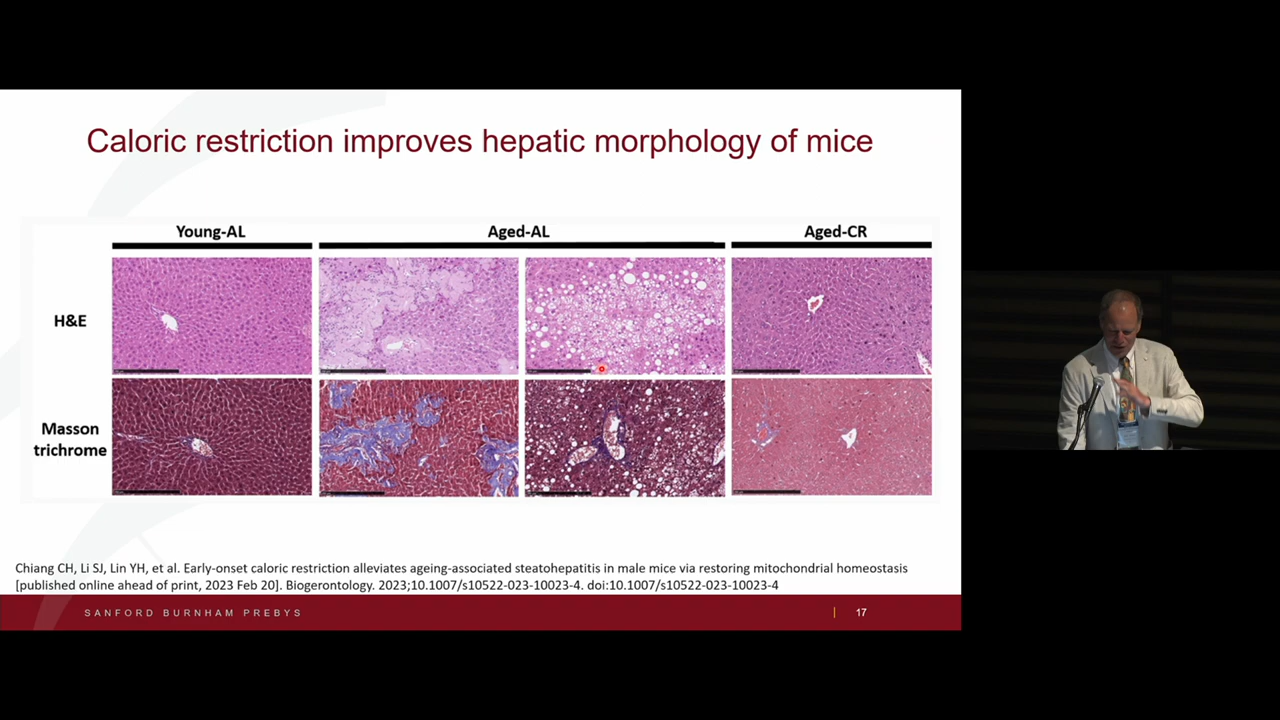 Caloric restriction improves hepatic morphology of mice
Young-AL
Aged-AL
Aged-CR
H&E
Masson
trichrome
Chiang CH, Li SJ, Lin YH, et al. Early-onset caloric restriction alleviates ageing-associated steatohepatitis in male mice via restoring mitochondrial homeostasis
[published online ahead of print, 2023 Feb 20]. Biogerontology. 2023;10.1007/s10522-023-10023-4. doi:10.1007/s10522-023-10023-4
SANFORD BURNHAM PREBYS
| 17